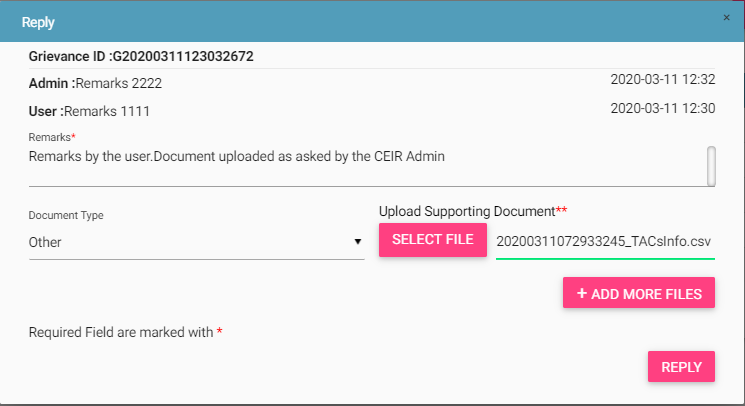 Reply
×
Grievance ID :G20200311123032672
Admin :Remarks 2222 2020-03-11 12:32
User :Remarks 1111 2020-03-11 12:30
Remarks*
Remarks by the user.Document uploaded as asked by the CEIR Admin
Document Type
Upload Supporting Document**
Other ▼
SELECT FILE 20200311072933245_TACsInfo.csv
+ ADD MORE FILES
Required Field are marked with *
REPLY